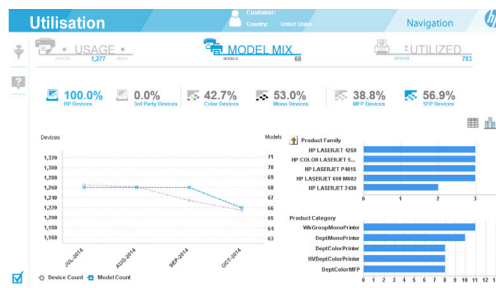 Utilisation
Customer:
Country: United States
Navigation
USAGE
DEVICES 1,277
MODEL MIX
MODELS 68
UTILIZED
DEVICES 783
100.0%
HP Devices
0.0%
3rd Party Devices
42.7%
Color Devices
53.0%
Mono Devices
38.8%
MFP Devices
56.9%
SFP Devices
Devices
Models
1,320
1,300
1,280
1,260
1,240
1,220
1,200
1,180
1,160
71
70
69
68
67
66
65
64
63
JUL-2014
AUG-2014
SEP-2014
OCT-2014
Device Count
Model Count
Product Family
HP LASERJET 4250
HP COLOR LASERJET 5...
HP LASERJET P4015
HP LASERJET 600 M602
HP LASERJET 2430
0 1 2 3
Product Category
WkGroupMonoPrinter
DeptMonoPrinter
DeptColorPrinter
HVDeptColorPrinter
DeptColorMFP
0 1 2 3 4 5 6 7 8 9 10 11 12